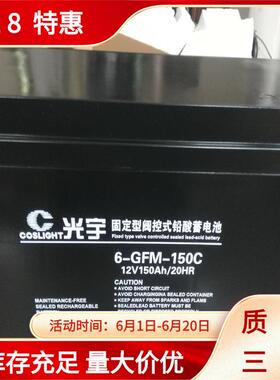 .8 特惠
COSLIGHT 光宇 固定型阀控式铅酸蓄电池
Fixed type valve controlled sealed lead-acid battery
6-GFM-150C
12V150Ah/20HR
CAUTION
MAINTENANCE-FREE
SEALED RECHARGEABLE
AVOID SHORT CIRCUIT
KEEP AWAY FROM SPARKS AND FLAMES
质
三
活动时间：6月1日-6月20日
库存充足 量大价优